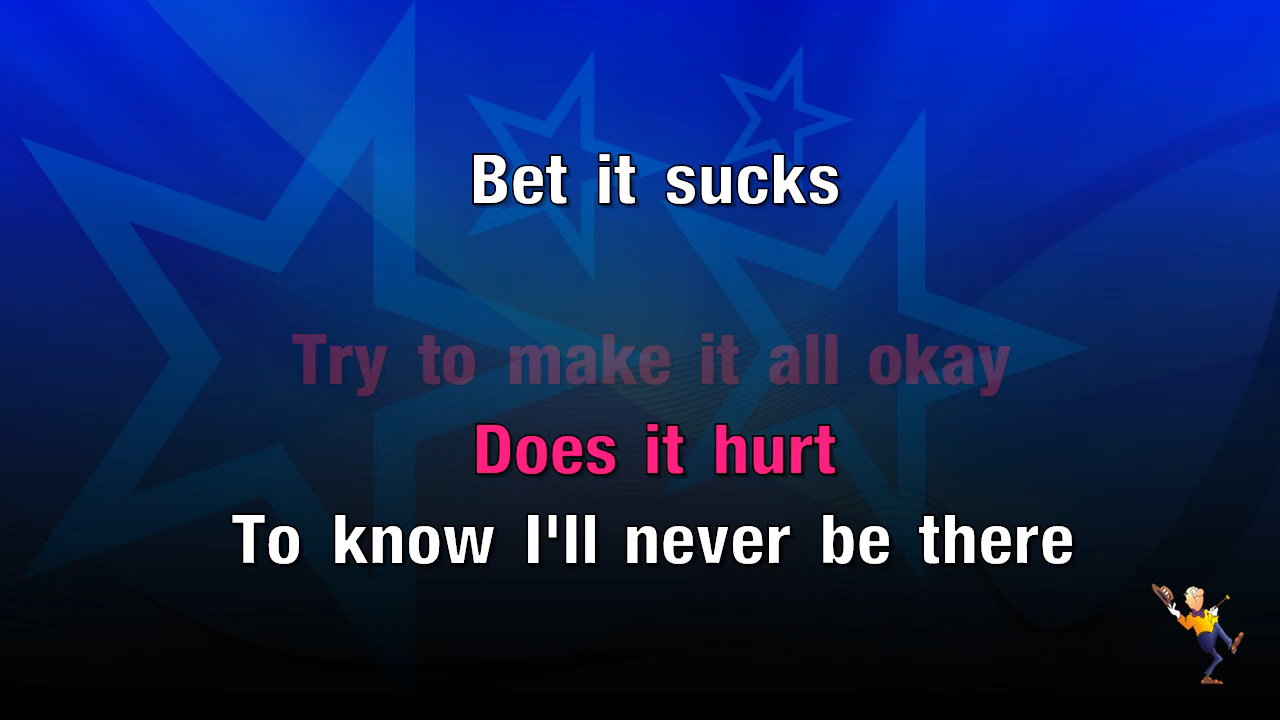 Bet it sucks
Try to make it all okay
Does it hurt
To know I'll never be there